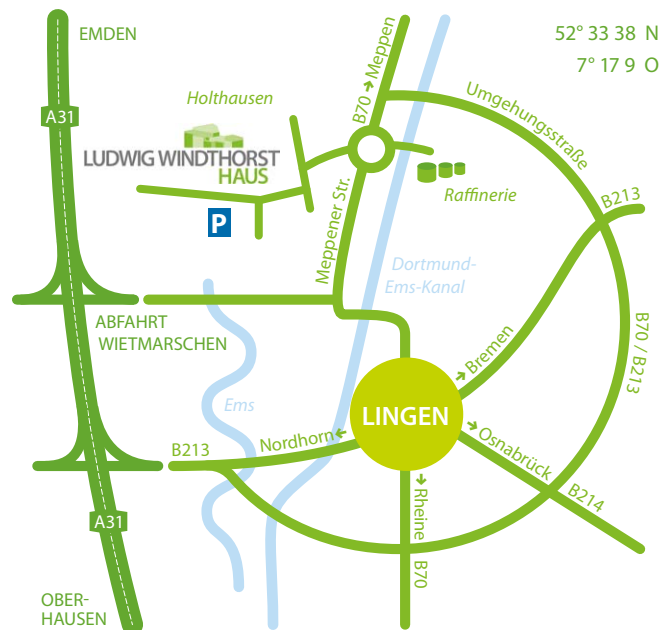 EMDEN
52° 33 38 N
7° 17 9 O
A31
Holthausen
B70 → Meppen
Umgehungsstraße
LUDWIG WINDTHORST
HAUS
Raffinerie
B213
P
Meppener Str.
Dortmund-
Ems-Kanal
ABFAHRT
WIETMARSCHEN
B70 / B213
→ Bremen
Ems
LINGEN
Nordhorn ←
B213
→ Osnabrück
B214
→ Rheine
B70
A31
OBER-
HAUSEN